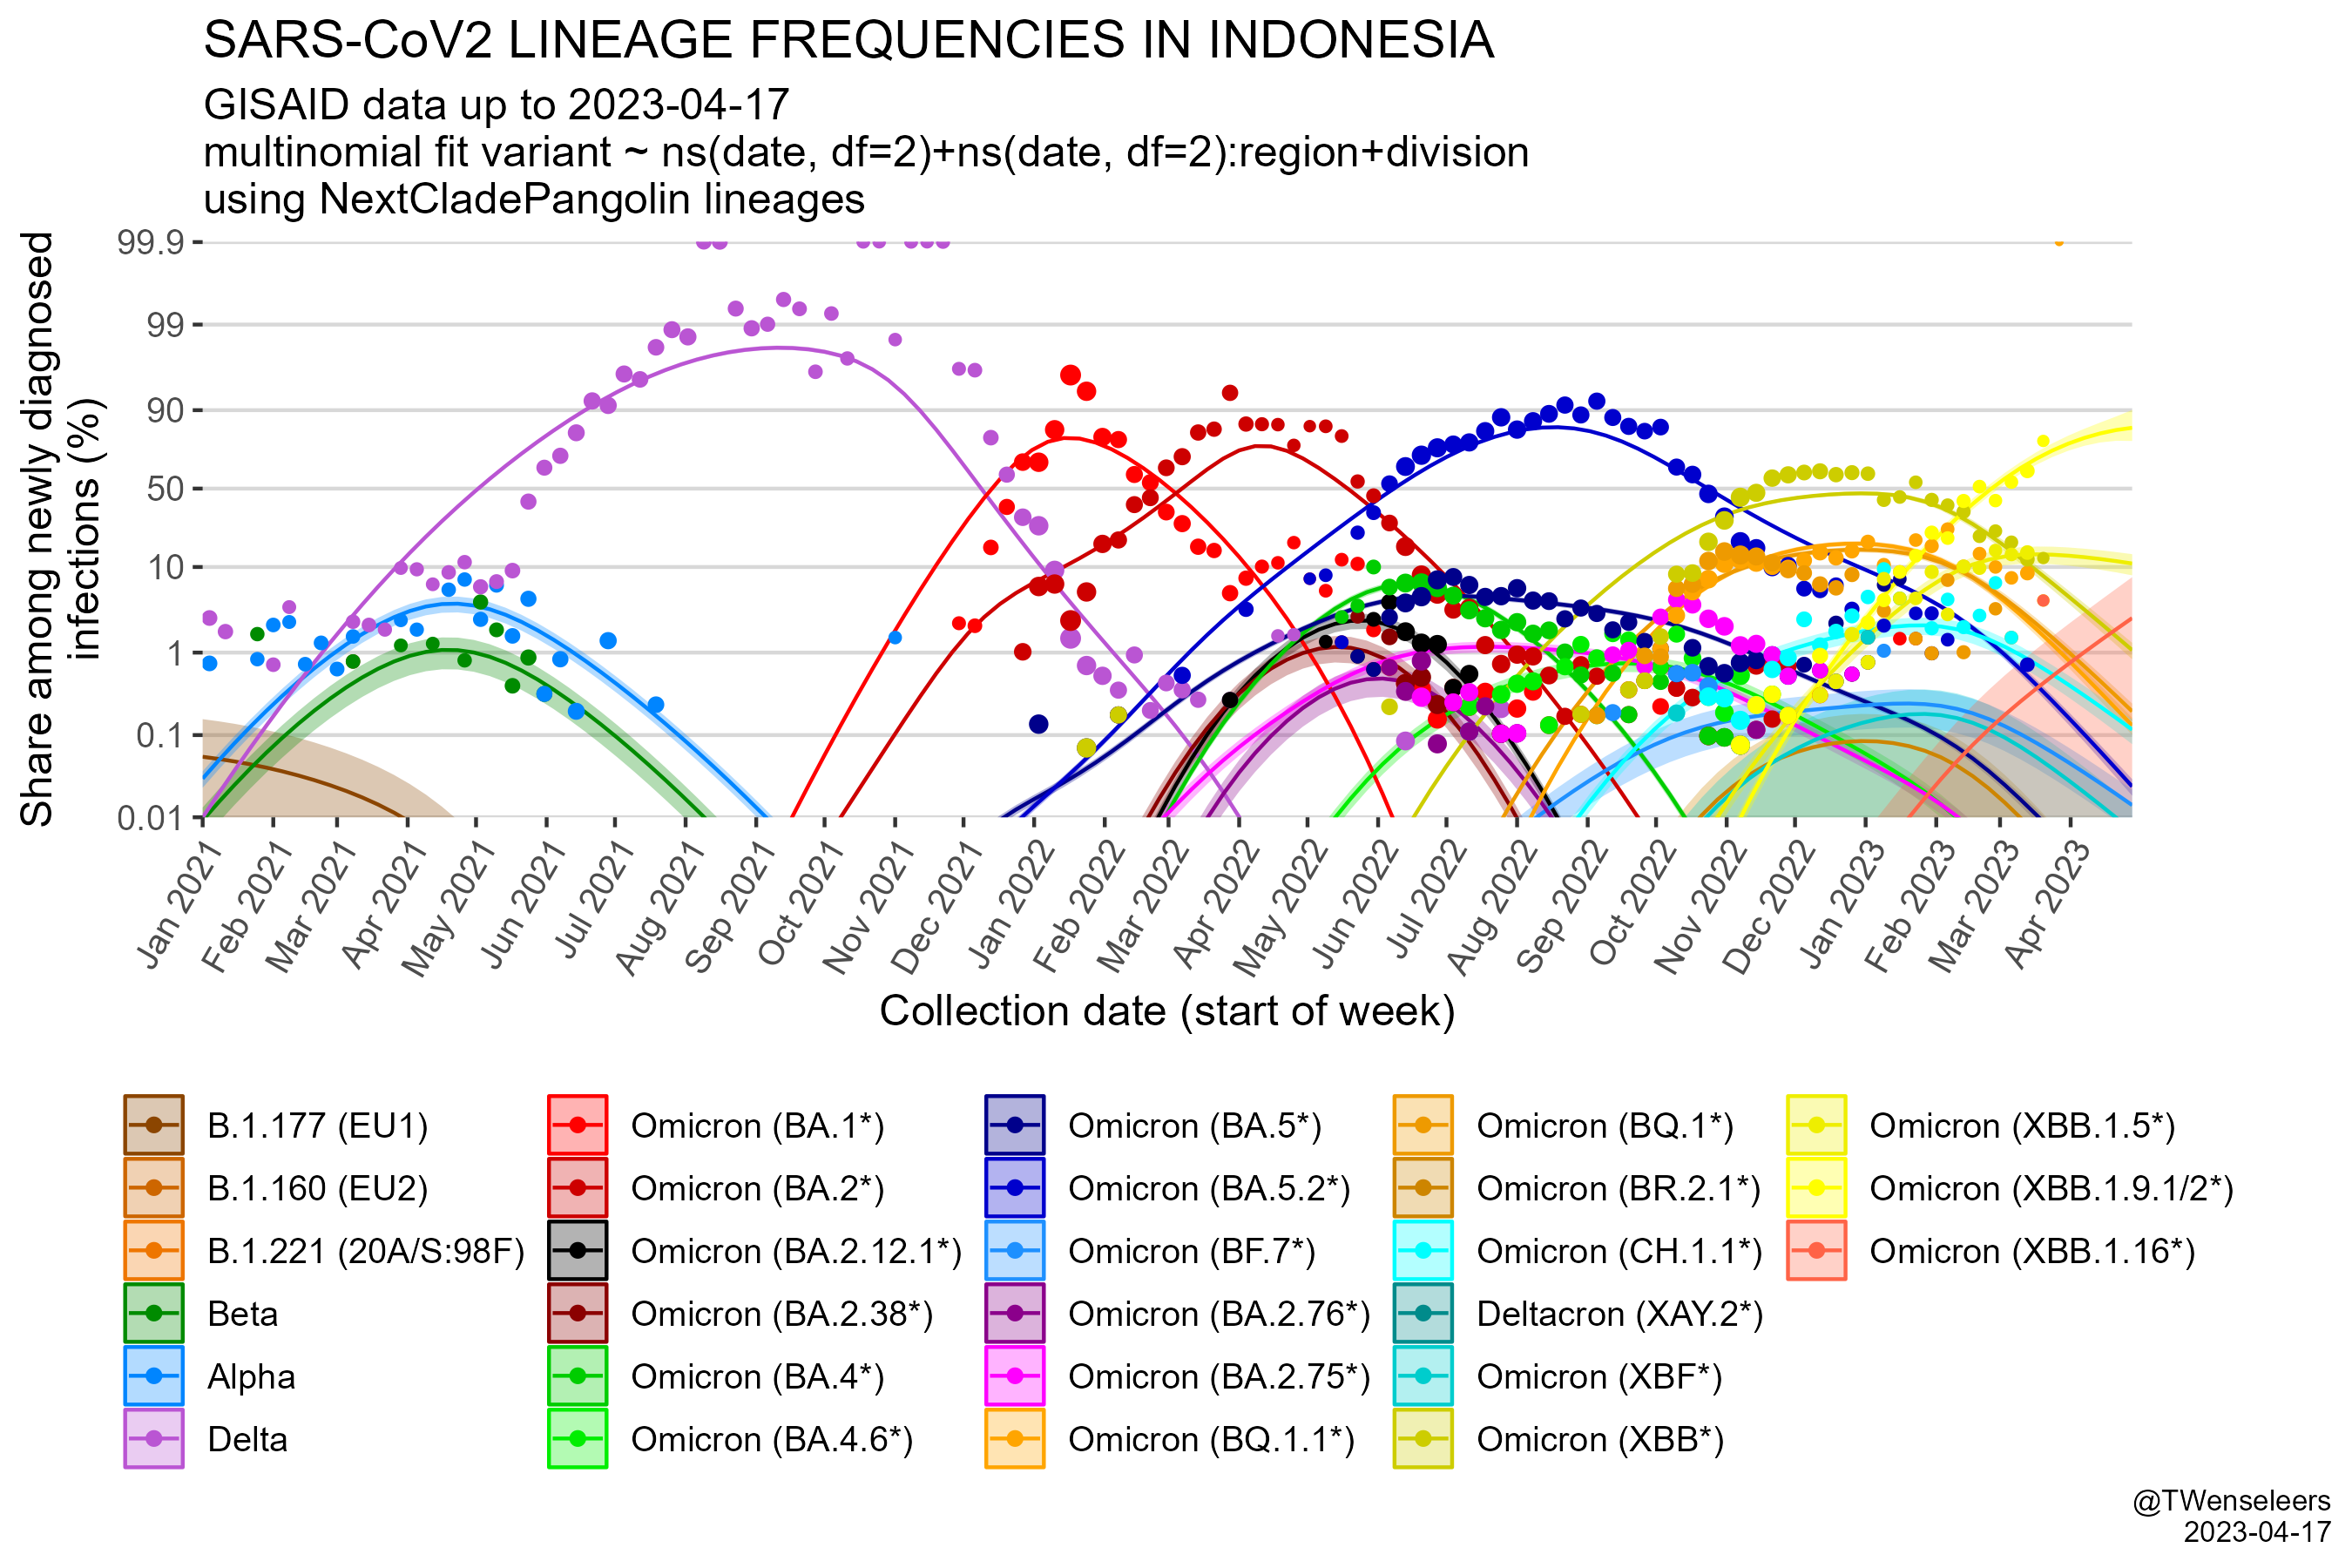 SARS-CoV2 LINEAGE FREQUENCIES IN INDONESIA
GISAID data up to 2023-04-17
multinomial fit variant ~ ns(date, df=2)+ns(date, df=2):region+division
using NextCladePangolin lineages
Share among newly diagnosed
infections (%)
99.9
99
90
50
10
1
0.1
0.01
Jan 2021
Feb 2021
Mar 2021
Apr 2021
May 2021
Jun 2021
Jul 2021
Aug 2021
Sep 2021
Oct 2021
Nov 2021
Dec 2021
Jan 2022
Feb 2022
Mar 2022
Apr 2022
May 2022
Jun 2022
Jul 2022
Aug 2022
Sep 2022
Oct 2022
Nov 2022
Dec 2022
Jan 2023
Feb 2023
Mar 2023
Apr 2023
Collection date (start of week)
B.1.177 (EU1)
B.1.160 (EU2)
B.1.221 (20A/S:98F)
Beta
Alpha
Delta
Omicron (BA.1*)
Omicron (BA.2*)
Omicron (BA.2.12.1*)
Omicron (BA.2.38*)
Omicron (BA.4*)
Omicron (BA.4.6*)
Omicron (BA.5*)
Omicron (BA.5.2*)
Omicron (BF.7*)
Omicron (BA.2.76*)
Omicron (BA.2.75*)
Omicron (BQ.1.1*)
Omicron (BQ.1*)
Omicron (BR.2.1*)
Omicron (CH.1.1*)
Deltacron (XAY.2*)
Omicron (XBF*)
Omicron (XBB*)
Omicron (XBB.1.5*)
Omicron (XBB.1.9.1/2*)
Omicron (XBB.1.16*)
@TWenseleers
2023-04-17